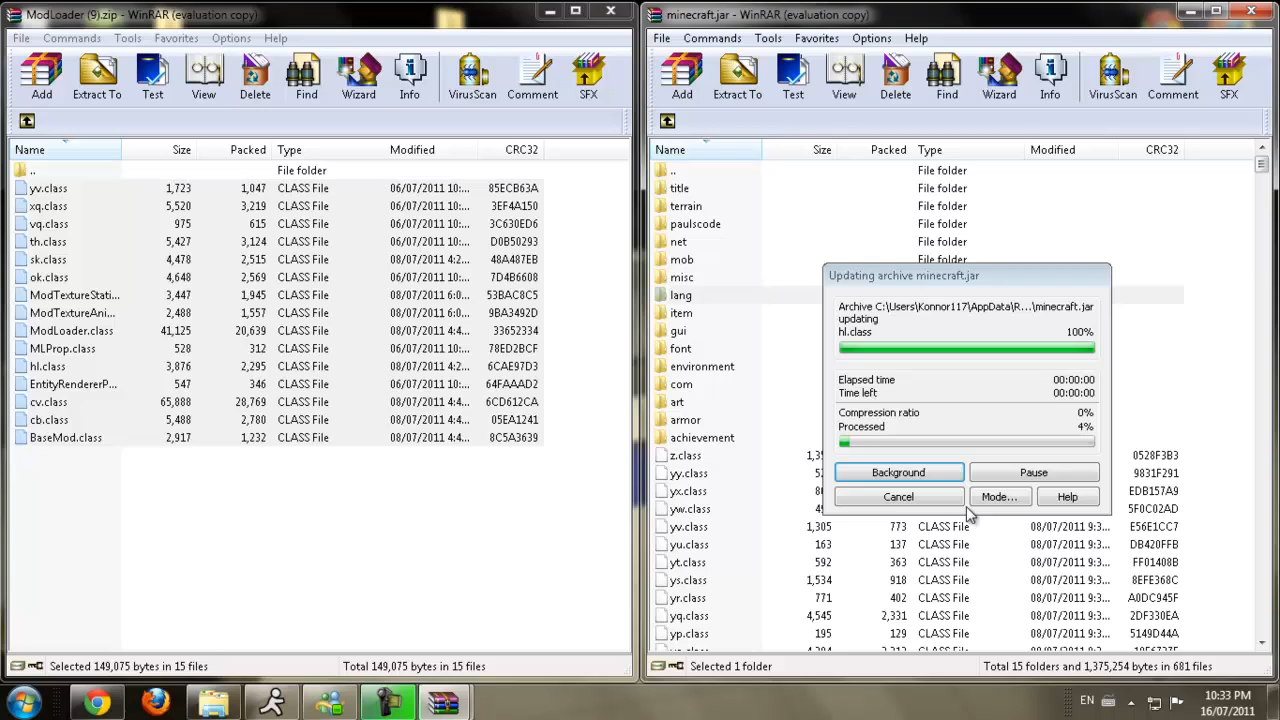 ModLoader (9).zip - WinRAR (evaluation copy)
File Commands Tools Favorites Options Help
Add Extract To Test View Delete Find Wizard Info VirusScan Comment SFX
Name Size Packed Type Modified CRC32
.. File folder
yv.class 1,723 1,047 CLASS File 06/07/2011 10:... 85ECB63A
xq.class 5,520 3,219 CLASS File 06/07/2011 10:... 3EF4A150
vq.class 975 615 CLASS File 06/07/2011 10:... 3C630ED6
th.class 5,427 3,124 CLASS File 06/07/2011 10:... D0B50293
sk.class 4,478 2,515 CLASS File 08/07/2011 4:2... 48A487EB
ok.class 4,648 2,569 CLASS File 06/07/2011 10:... 7D4B6608
ModTextureStati... 3,447 1,945 CLASS File 08/07/2011 6:0... 53BAC8C5
ModTextureAni... 2,488 1,557 CLASS File 08/07/2011 6:0... 9BA3492D
ModLoader.class 41,125 20,639 CLASS File 08/07/2011 4:4... 33652334
MLProp.class 528 312 CLASS File 08/07/2011 4:4... 78ED2BCF
hl.class 3,876 2,295 CLASS File 08/07/2011 4:4... 6CAE97D3
EntityRendererP... 547 346 CLASS File 08/07/2011 4:4... 64FAAAD2
cv.class 65,888 28,769 CLASS File 08/07/2011 4:4... 6CD612CA
cb.class 5,488 2,780 CLASS File 08/07/2011 4:4... 05EA1241
BaseMod.class 2,917 1,232 CLASS File 08/07/2011 4:4... 8C5A3639
Selected 149,075 bytes in 15 files Total 149,075 bytes in 15 files
minecraft.jar - WinRAR (evaluation copy)
File Commands Tools Favorites Options Help
Add Extract To Test View Delete Find Wizard Info VirusScan Comment SFX
Name Size Packed Type Modified CRC32
.. File folder
title File folder
terrain File folder
paulscode File folder
net File folder
mob File folder
misc
lang
item
gui
font
environment
com
art
armor
achievement
z.class 0528F3B3
yy.class 9831F291
yx.class EDB157A9
yw.class 5F0C02AD
yv.class 1,305 773 CLASS File 08/07/2011 9:3... E56E1CC7
yu.class 163 137 CLASS File 08/07/2011 9:3... DB420FFB
yt.class 592 363 CLASS File 08/07/2011 9:3... FF01408B
ys.class 1,534 918 CLASS File 08/07/2011 9:3... 8EFE368C
yr.class 771 402 CLASS File 08/07/2011 9:3... A0DC945F
yq.class 4,545 2,331 CLASS File 08/07/2011 9:3... 2DF330EA
yp.class 195 129 CLASS File 08/07/2011 9:3... 5149D44A
Selected 1 folder Total 15 folders and 1,375,254 bytes in 681 files
Updating archive minecraft.jar
Archive C:\Users\Konnor117\AppData\R...\minecraft.jar
updating
hl.class 100%
Elapsed time 00:00:00
Time left 00:00:00
Compression ratio 0%
Processed 4%
Background Pause
Cancel Mode... Help
EN 10:33 PM
16/07/2011